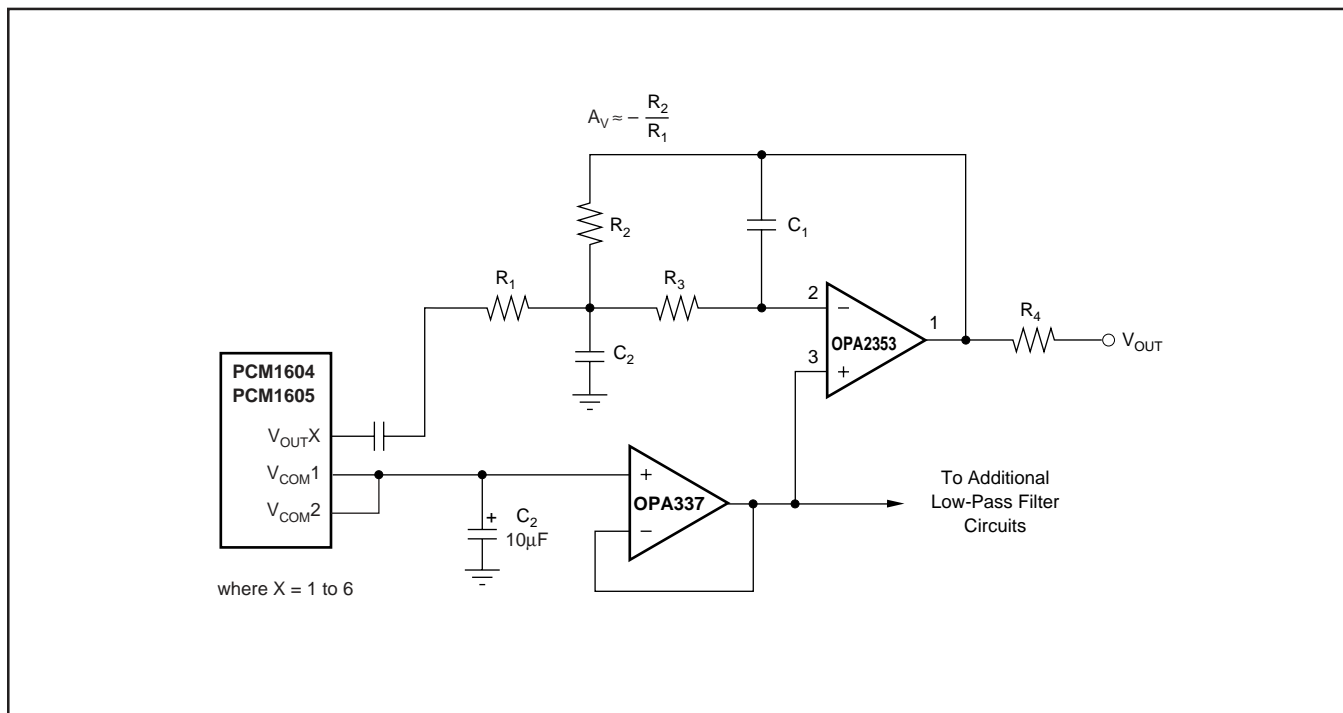 A_V ≈ − R_2
R_1
R_2
C_1
R_1
R_3
C_2
2
−
3
+
OPA2353
1
R_4
V_OUT
PCM1604
PCM1605
V_OUTX
V_COM1
V_COM2
+
C_2
10μF
+
OPA337
−
To Additional
Low-Pass Filter
Circuits
where X = 1 to 6